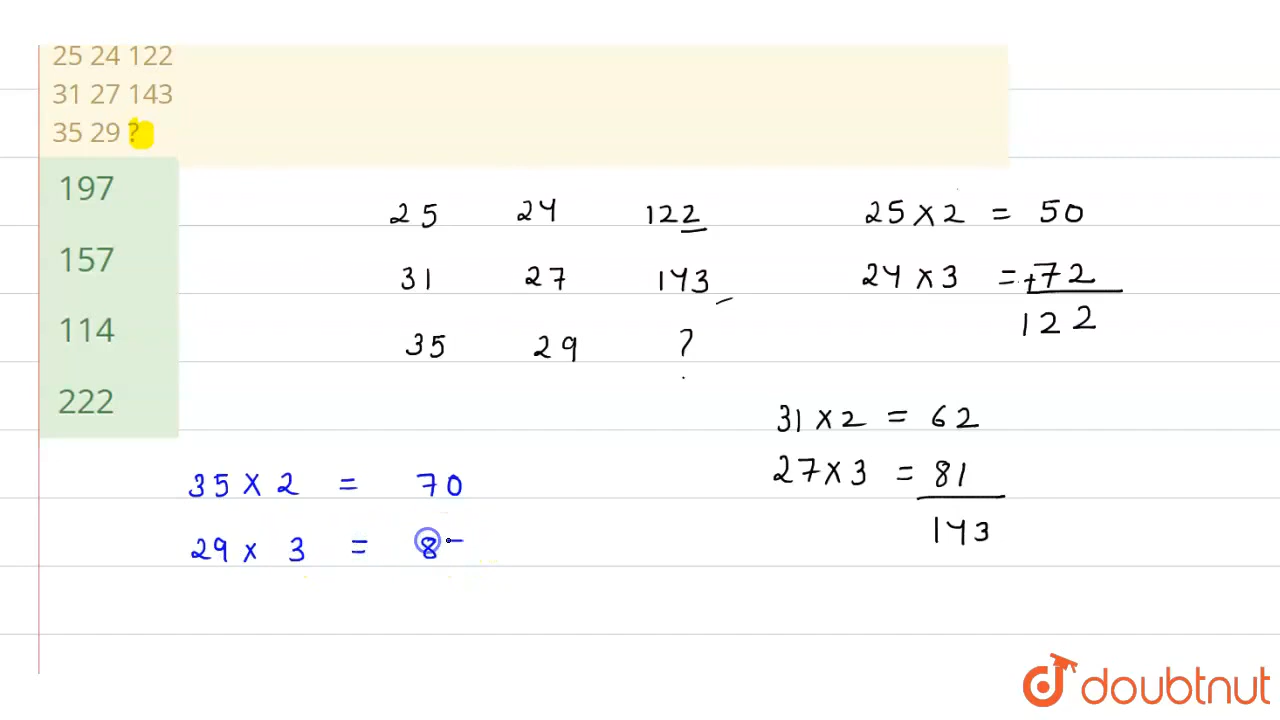 25 24 122
31 27 143
35 29 ?
197
157
114
222
25 24 122
31 27 143
35 29 ?
25 × 2 = 50
24 × 3 = +72
122
31 × 2 = 62
27 × 3 = 81
143
35 × 2 = 70
29 × 3 = 8
doubtnut